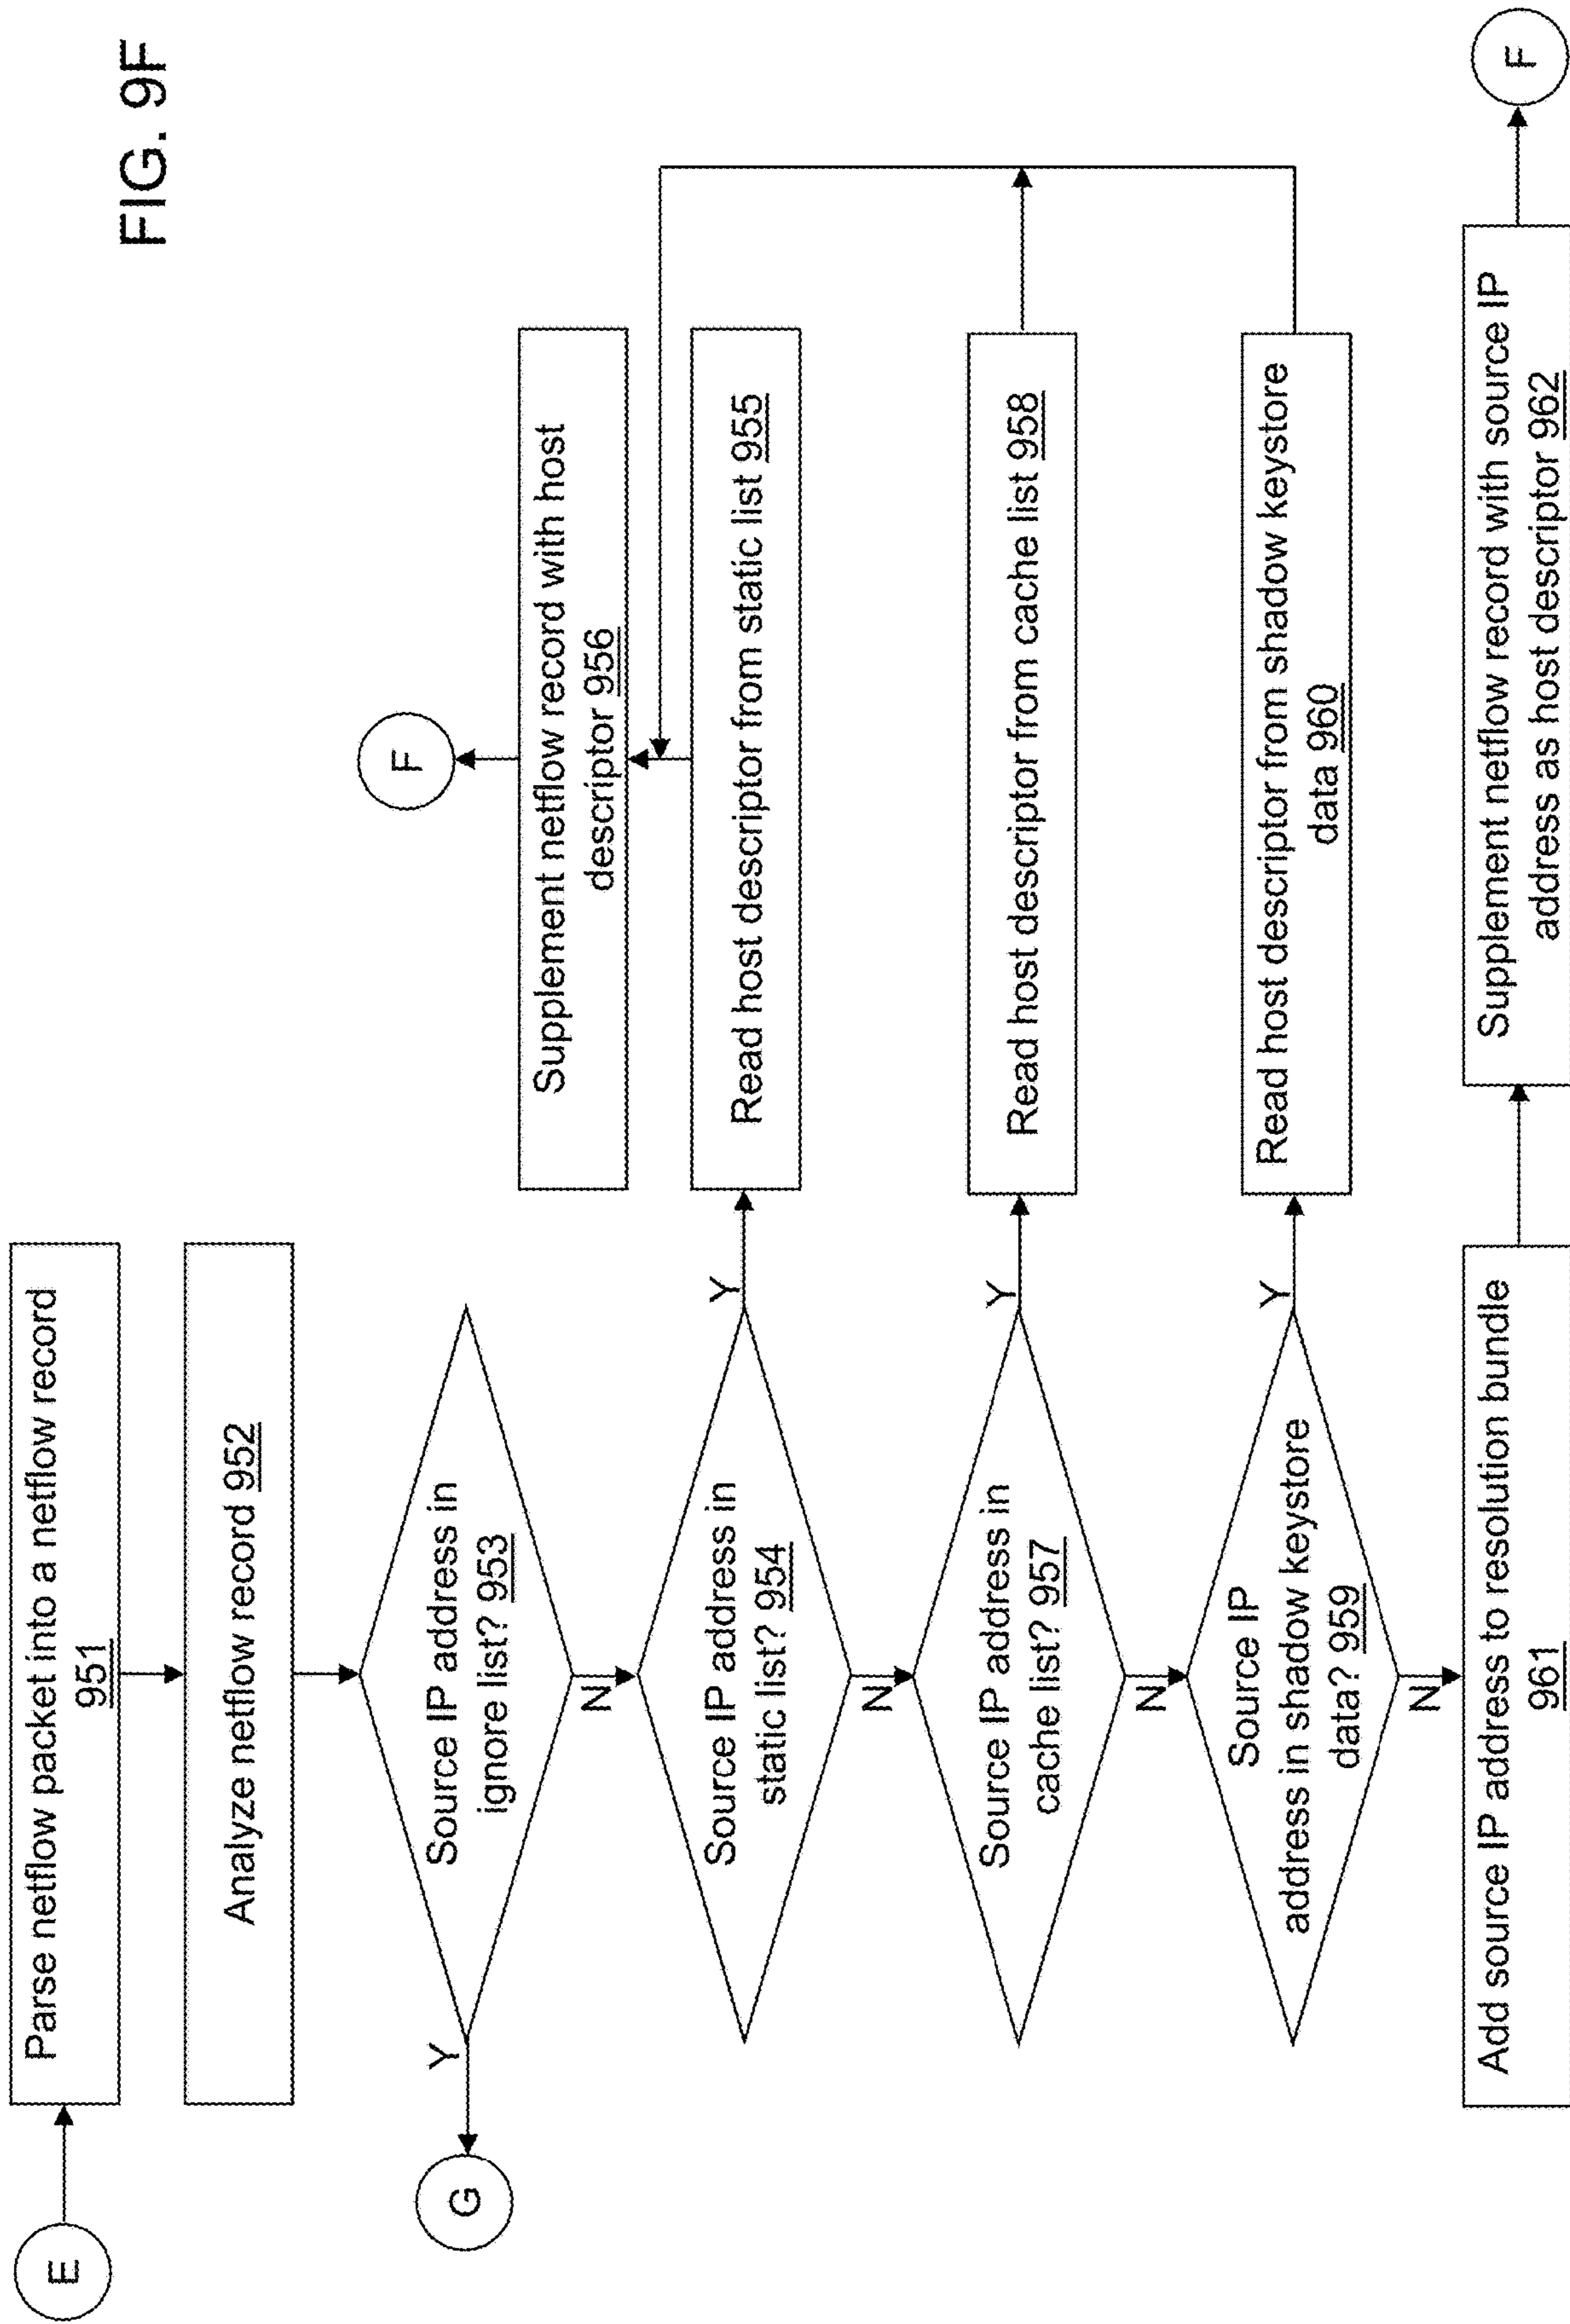 FIG. 9F
E
Parse netflow packet into a netflow record
951
Analyze netflow record 952
Source IP address in
ignore list? 953
Y
G
N
Source IP address in
static list? 954
Y
Read host descriptor from static list 955
Supplement netflow record with host
descriptor 956
F
N
Source IP address in
cache list? 957
Y
Read host descriptor from cache list 958
N
Source IP
address in shadow keystore
data? 959
Y
Read host descriptor from shadow keystore
data 960
N
Add source IP address to resolution bundle
961
Supplement netflow record with source IP
address as host descriptor 962
F